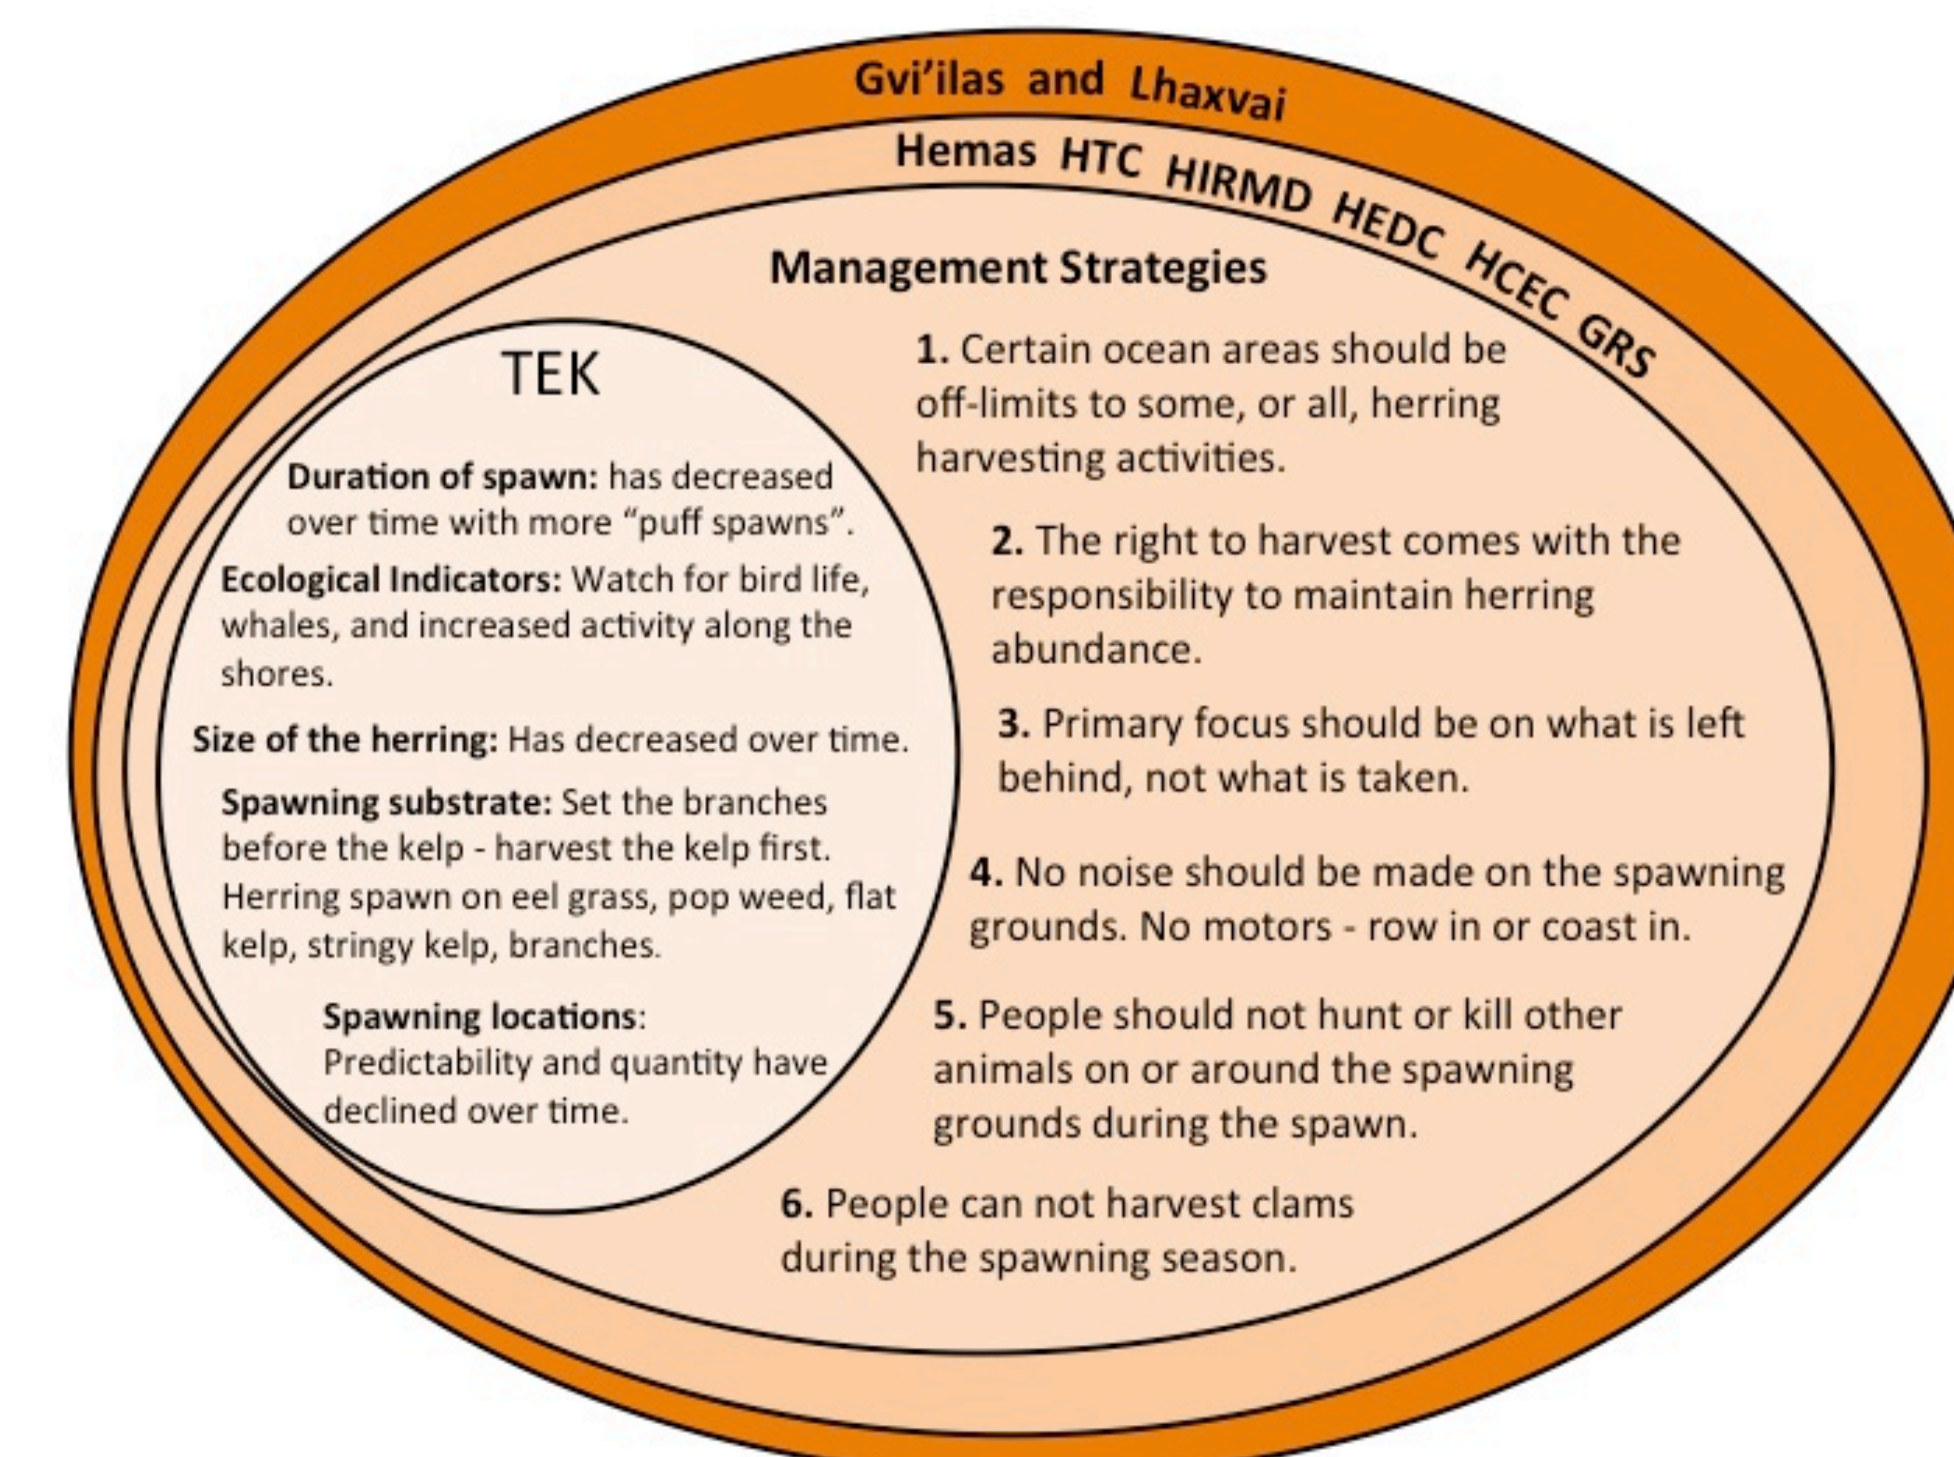 Gvi’ilas and Lhaxvai
Hemas HTC HIRMD HEDC HCEC GRS
Management Strategies
TEK
Duration of spawn: has decreased
over time with more “puff spawns”.
Ecological Indicators: Watch for bird life,
whales, and increased activity along the
shores.
Size of the herring: Has decreased over time.
Spawning substrate: Set the branches
before the kelp - harvest the kelp first.
Herring spawn on eel grass, pop weed, flat
kelp, stringy kelp, branches.
Spawning locations:
Predictability and quantity have
declined over time.
1. Certain ocean areas should be
off-limits to some, or all, herring
harvesting activities.
2. The right to harvest comes with the
responsibility to maintain herring
abundance.
3. Primary focus should be on what is left
behind, not what is taken.
4. No noise should be made on the spawning
grounds. No motors - row in or coast in.
5. People should not hunt or kill other
animals on or around the spawning
grounds during the spawn.
6. People can not harvest clams
during the spawning season.